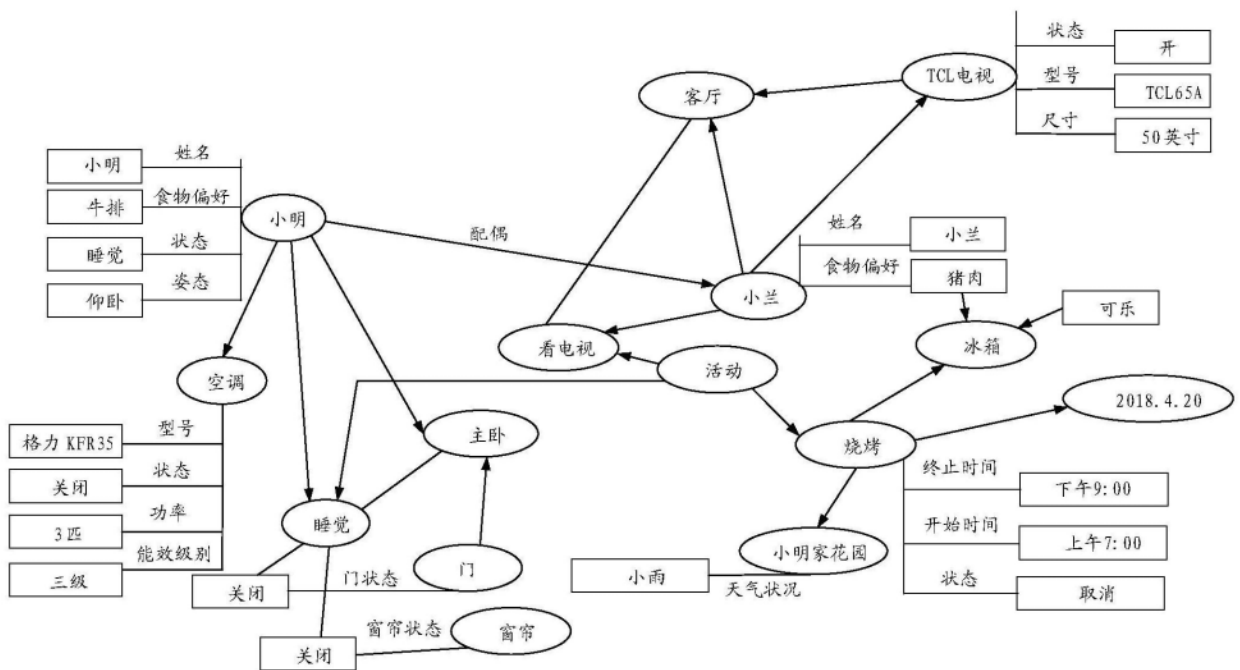 状态
开
TCL电视
型号
客厅
TCL65A
尺寸
50英寸
姓名
小明
食物偏好
牛排
小明
姓名
配偶
小兰
状态
睡觉
食物偏好
姿态
小兰
猪肉
仰卧
可乐
看电视
冰箱
空调
活动
2018.4.20
型号
格力 KFR35
主卧
烧烤
状态
终止时间
关闭
下午9:00
功率
睡觉
开始时间
3匹
上午7:00
能效级别
小明家花园
门
三级
小雨
门状态
状态
关闭
天气状况
取消
窗帘状态
窗帘
关闭